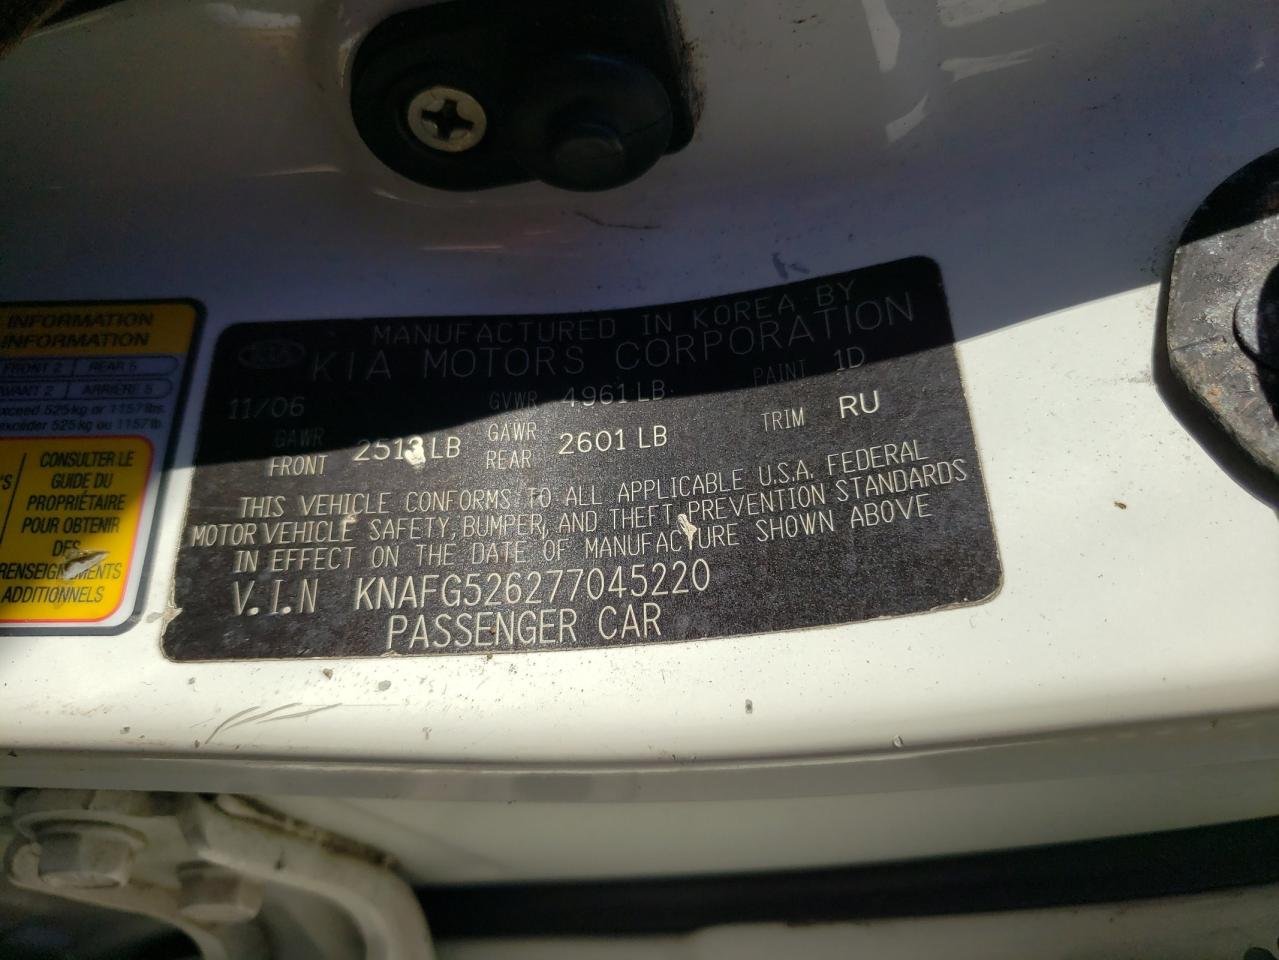 INFORMATION
INFORMATION
FRONT 2 | REAR 5
AVANT 2 | ARRIÈRE 5
exceed 525 kg or 1157 lbs.
excéder 525 kg ou 1157 lb.
'S
CONSULTER LE
GUIDE DU
PROPRIÉTAIRE
POUR OBTENIR
DES
RENSEIGNEMENTS
ADDITIONNELS
KIA
MANUFACTURED IN KOREA BY
KIA MOTORS CORPORATION
11/06 GVWR 4961 LB. PAINT 1D
GAWR FRONT 2513 LB GAWR REAR 2601 LB TRIM RU
THIS VEHICLE CONFORMS TO ALL APPLICABLE U.S.A. FEDERAL
MOTOR VEHICLE SAFETY, BUMPER, AND THEFT PREVENTION STANDARDS
IN EFFECT ON THE DATE OF MANUFACTURE SHOWN ABOVE
V.I.N KNAFG526277045220
PASSENGER CAR